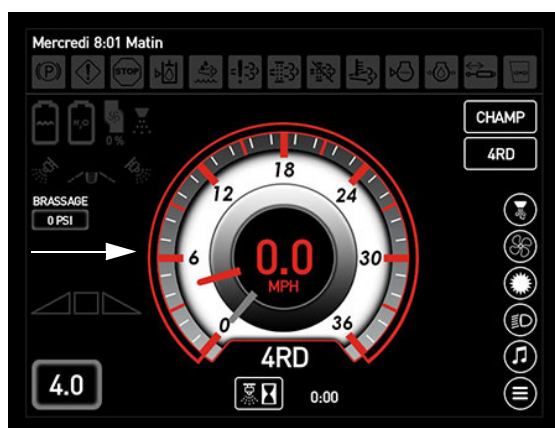 Mercredi 8:01 Matin
(P) STOP
H₂O
0 %
CHAMP
4RD
BRASSAGE
0 PSI
18
12 24
6 30
0.0
MPH
0 36
4RD
4.0 0:00